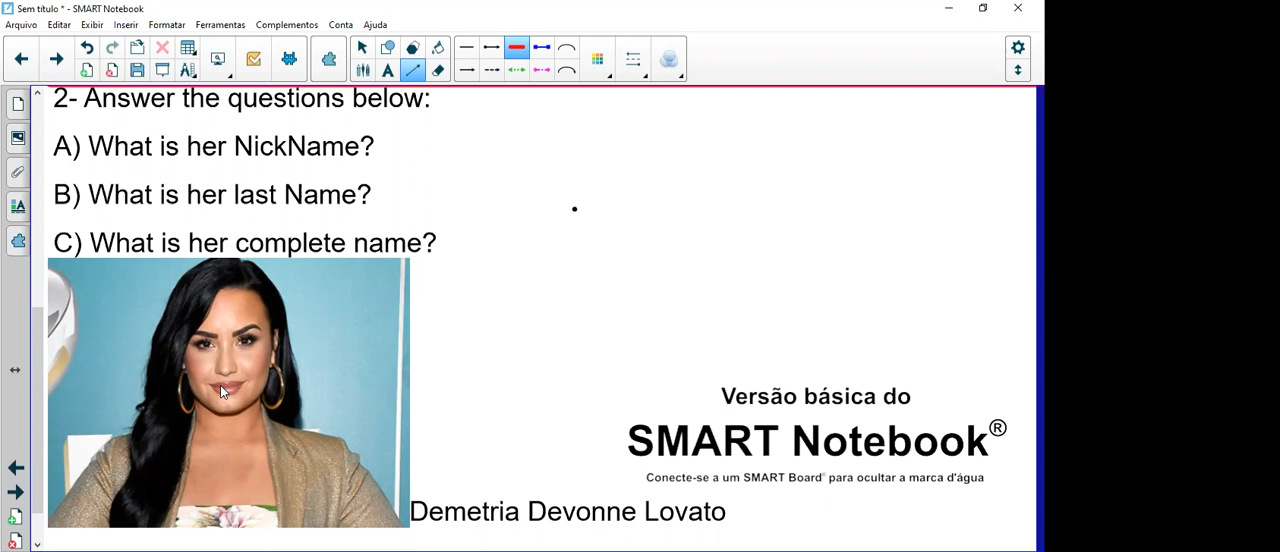 Sem título * - SMART Notebook
Arquivo Editar Exibir Inserir Formatar Ferramentas Complementos Conta Ajuda
2- Answer the questions below:
A) What is her NickName?
B) What is her last Name?
C) What is her complete name?
Versão básica do
SMART Notebook®
Conecte-se a um SMART Board® para ocultar a marca d'água
Demetria Devonne Lovato